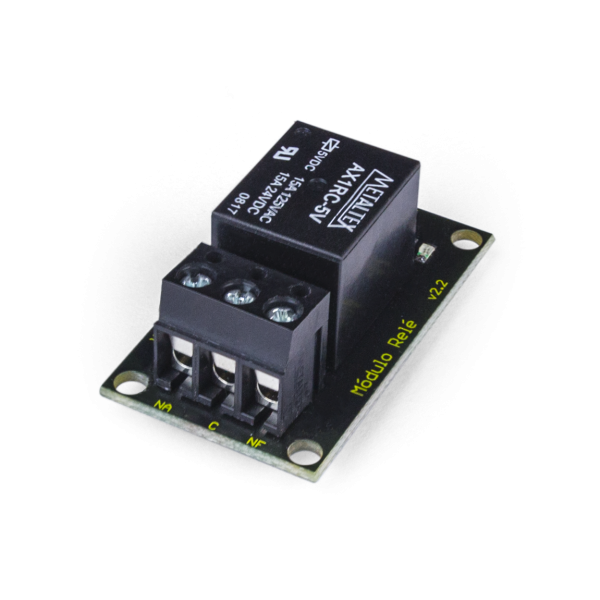 METALTEX
AX1RC-5V
15A 125VAC
15A 24VDC
5VDC
0817
Módulo Relé
v2.2
NA
C
NF